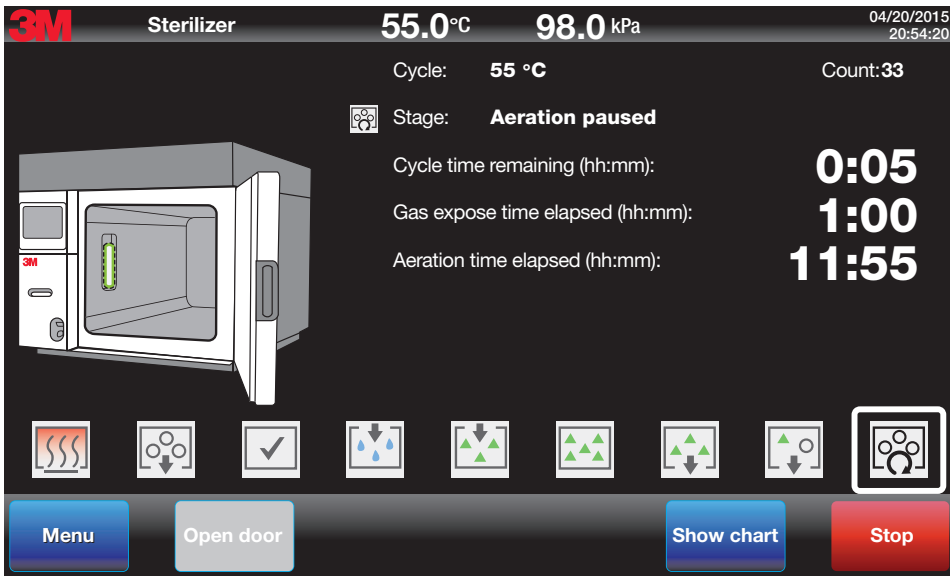 3M Sterilizer 55.0°C 98.0 kPa 04/20/2015
20:54:20
Cycle: 55 °C Count:33
Stage: Aeration paused
Cycle time remaining (hh:mm): 0:05
Gas expose time elapsed (hh:mm): 1:00
Aeration time elapsed (hh:mm): 11:55
3M
Menu Open door Show chart Stop